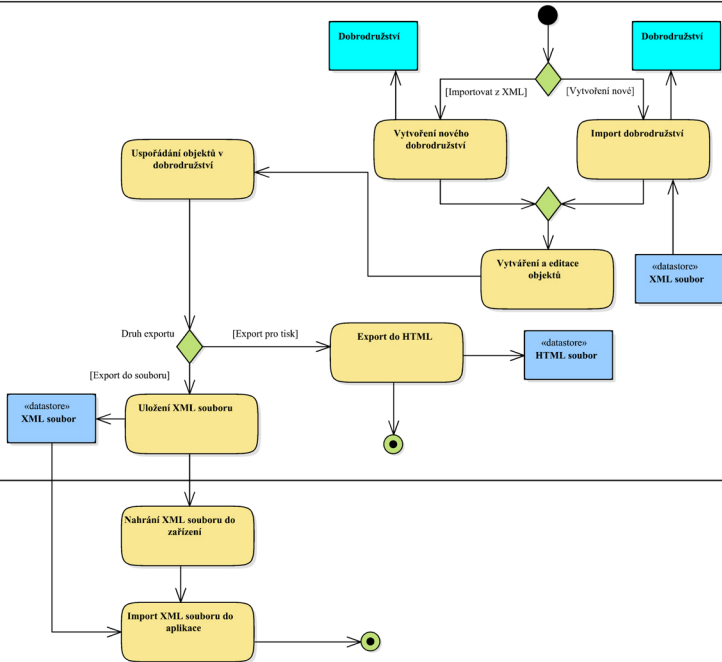 Dobrodružství
Dobrodružství
[Importovat z XML]
[Vytvoření nové]
Vytvoření nového
dobrodružství
Import dobrodružství
Uspořádání objektů v
dobrodružství
Vytváření a editace
objektů
«datastore»
XML soubor
Druh exportu
[Export pro tisk]
Export do HTML
«datastore»
HTML soubor
[Export do souboru]
«datastore»
XML soubor
Uložení XML souboru
Nahrání XML souboru do
zařízení
Import XML souboru do
aplikace